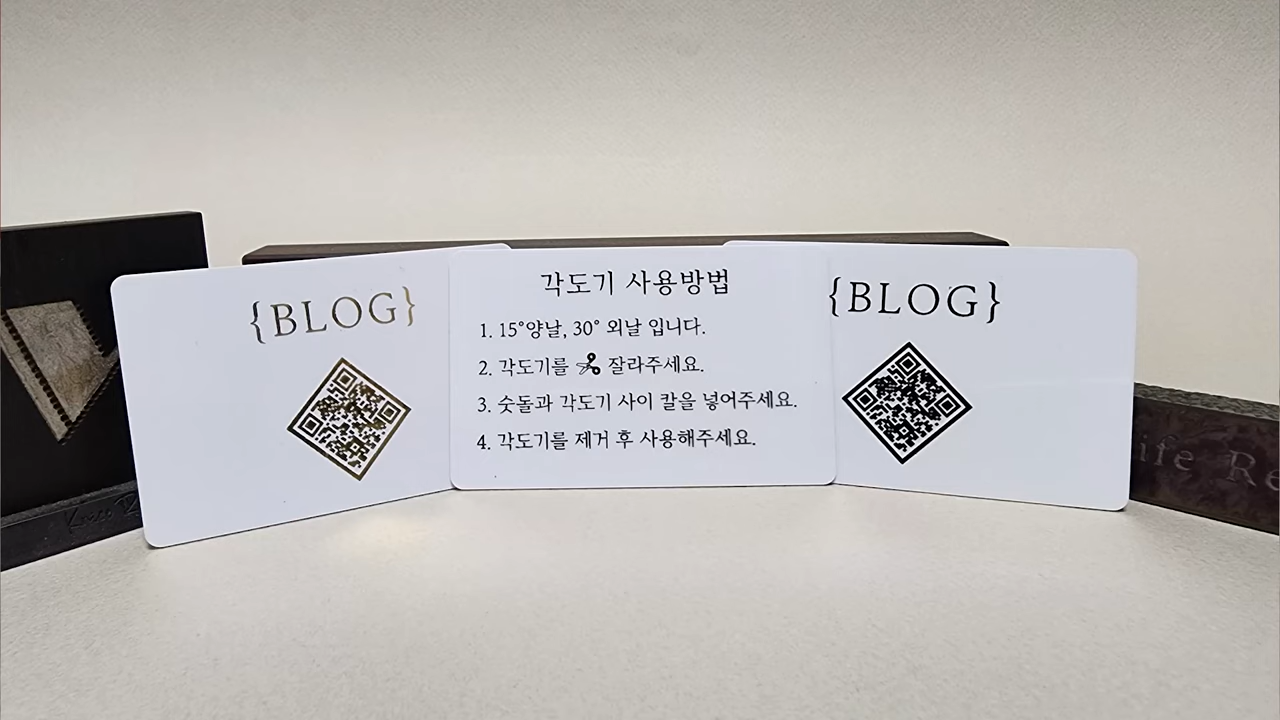 {BLOG}
각도기 사용방법
1. 15°양날, 30° 외날 입니다.
2. 각도기를 잘라주세요.
3. 숫돌과 각도기 사이 칼을 넣어주세요.
4. 각도기를 제거 후 사용해주세요.
{BLOG}
ife Re